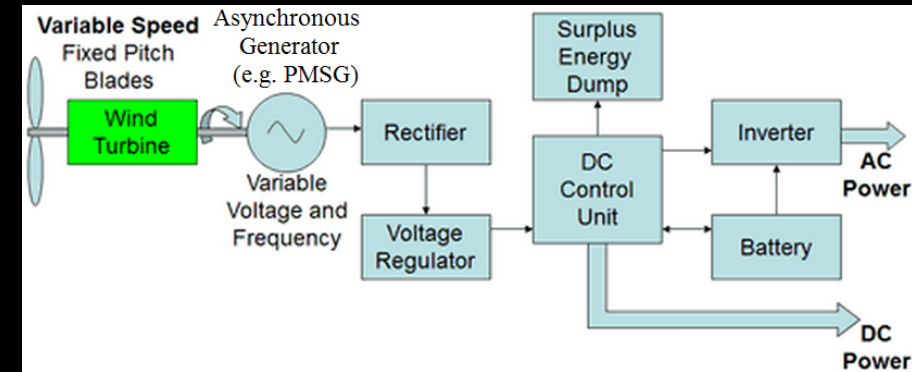 Variable Speed
Fixed Pitch
Blades
Wind
Turbine
Asynchronous
Generator
(e.g. PMSG)
Variable
Voltage and
Frequency
Rectifier
Voltage
Regulator
Surplus
Energy
Dump
DC
Control
Unit
Inverter
Battery
AC
Power
DC
Power